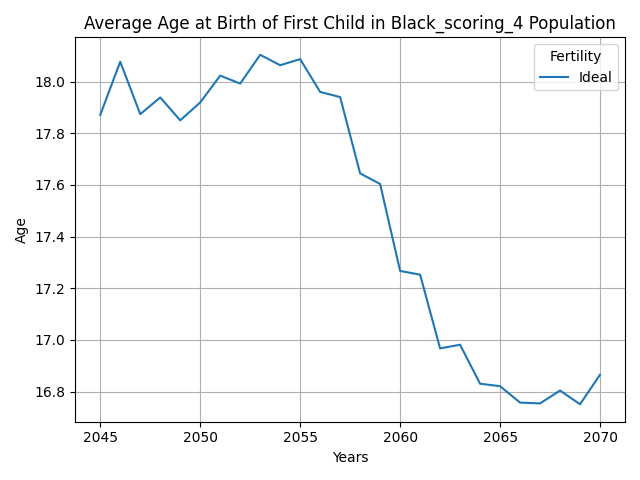 Average Age at Birth of First Child in Black_scoring_4 Population
Fertility
Ideal
Age
18.0
17.8
17.6
17.4
17.2
17.0
16.8
2045 2050 2055 2060 2065 2070
Years